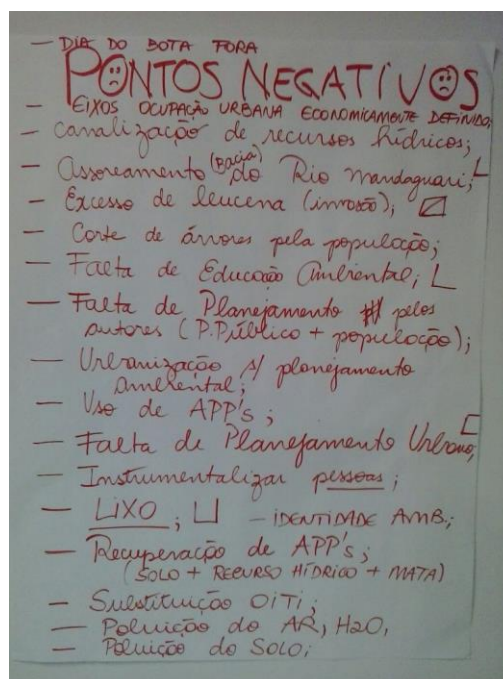 — DIA DO BOTA FORA
PONTOS NEGATIVOS
— EIXOS OCUPAÇÃO URBANA ECONOMICAMENTE DEFINIDO;
— Canalização de recursos hídricos;
— Assoreamento (bacia) do Rio Mandaguari;
— Excesso de leucena (invasão);
— Corte de árvores pela população;
— Falta de Educação Ambiental;
— Falta de Planejamento pelos
autores (P.Público + população);
— Urbanização s/ planejamento
ambiental;
— Uso de APP's;
— Falta de Planejamento Urbano;
— Instrumentalizar pessoas;
— LIXO; — IDENTIDADE AMB;
— Recuperação de APP's;
(SOLO + RECURSO HÍDRICO + MATA)
— Substituição OiTi;
— Poluição do AR, H2O,
— Poluição do Solo;